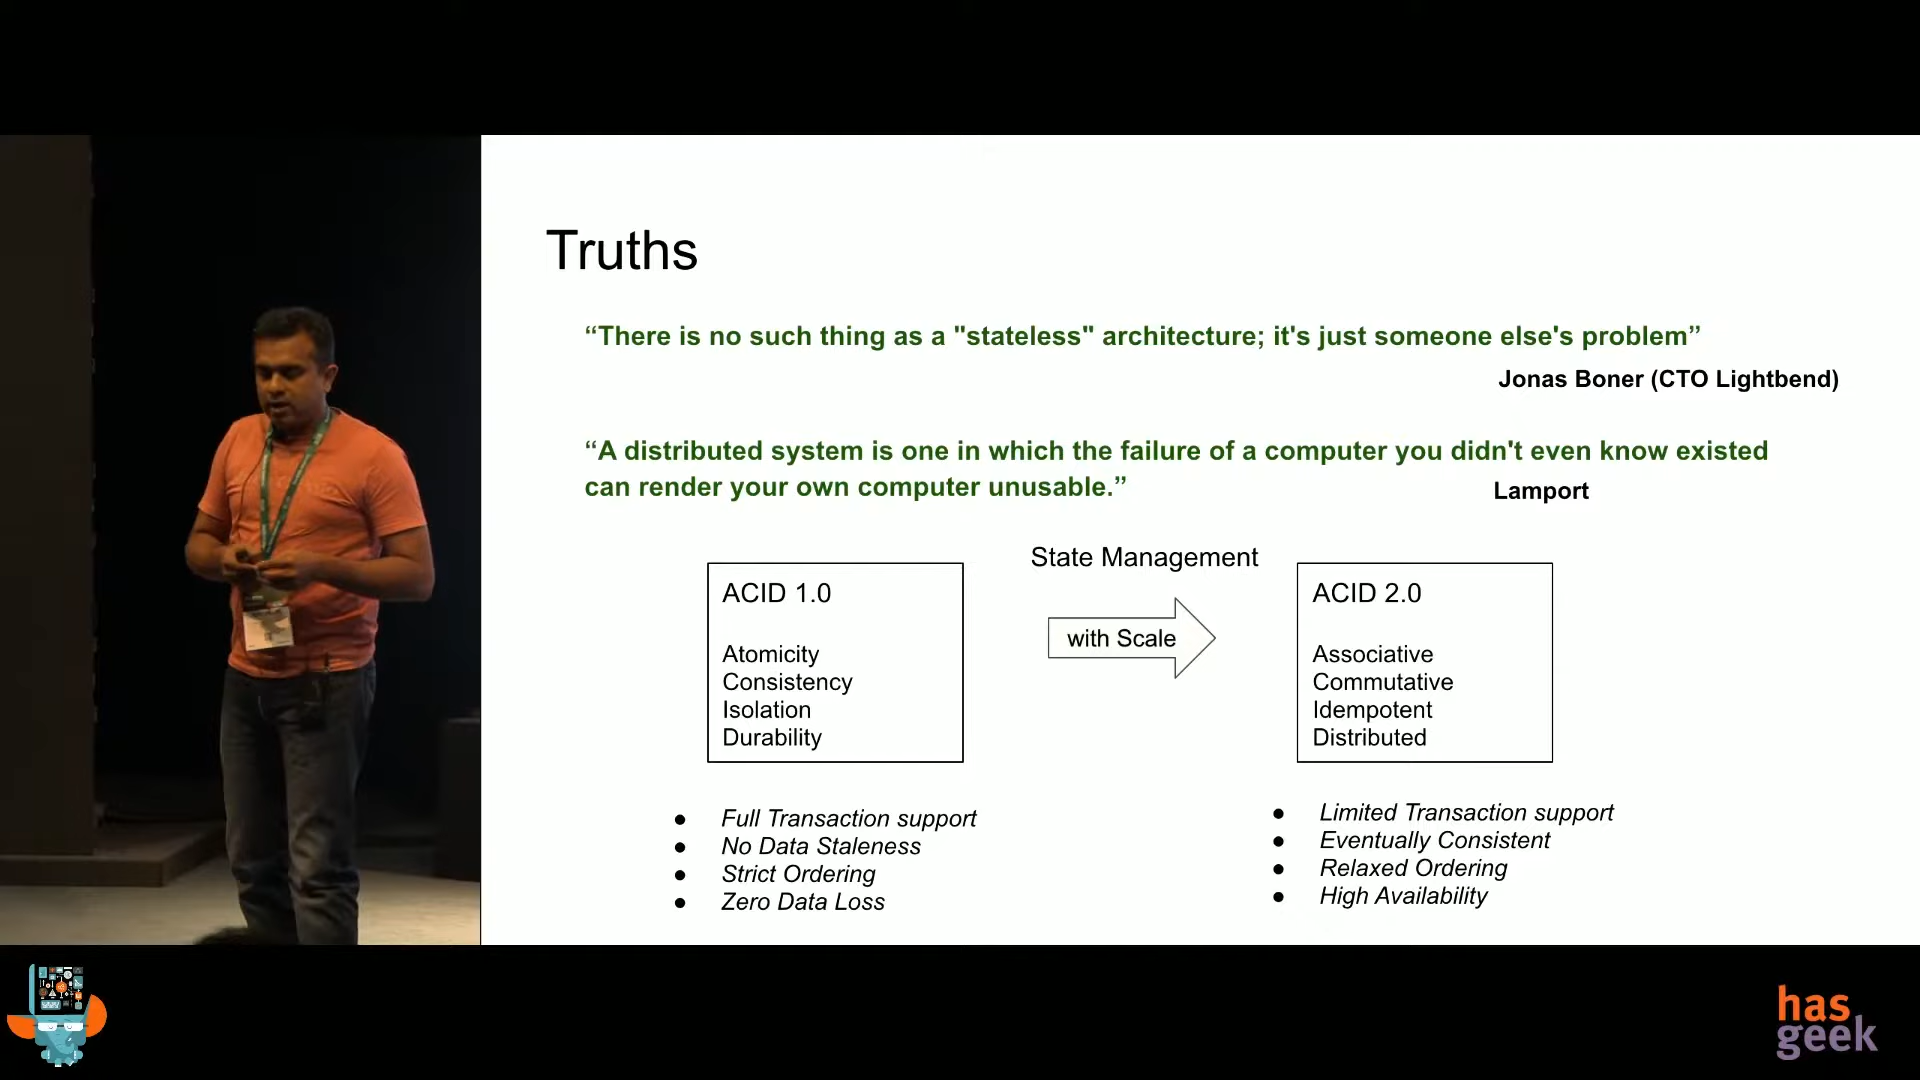 Truths
“There is no such thing as a "stateless" architecture; it's just someone else's problem”
Jonas Boner (CTO Lightbend)
“A distributed system is one in which the failure of a computer you didn't even know existed
can render your own computer unusable.”
Lamport
State Management
with Scale
ACID 1.0
Atomicity
Consistency
Isolation
Durability
ACID 2.0
Associative
Commutative
Idempotent
Distributed
● Full Transaction support
● No Data Staleness
● Strict Ordering
● Zero Data Loss
● Limited Transaction support
● Eventually Consistent
● Relaxed Ordering
● High Availability
has
geek